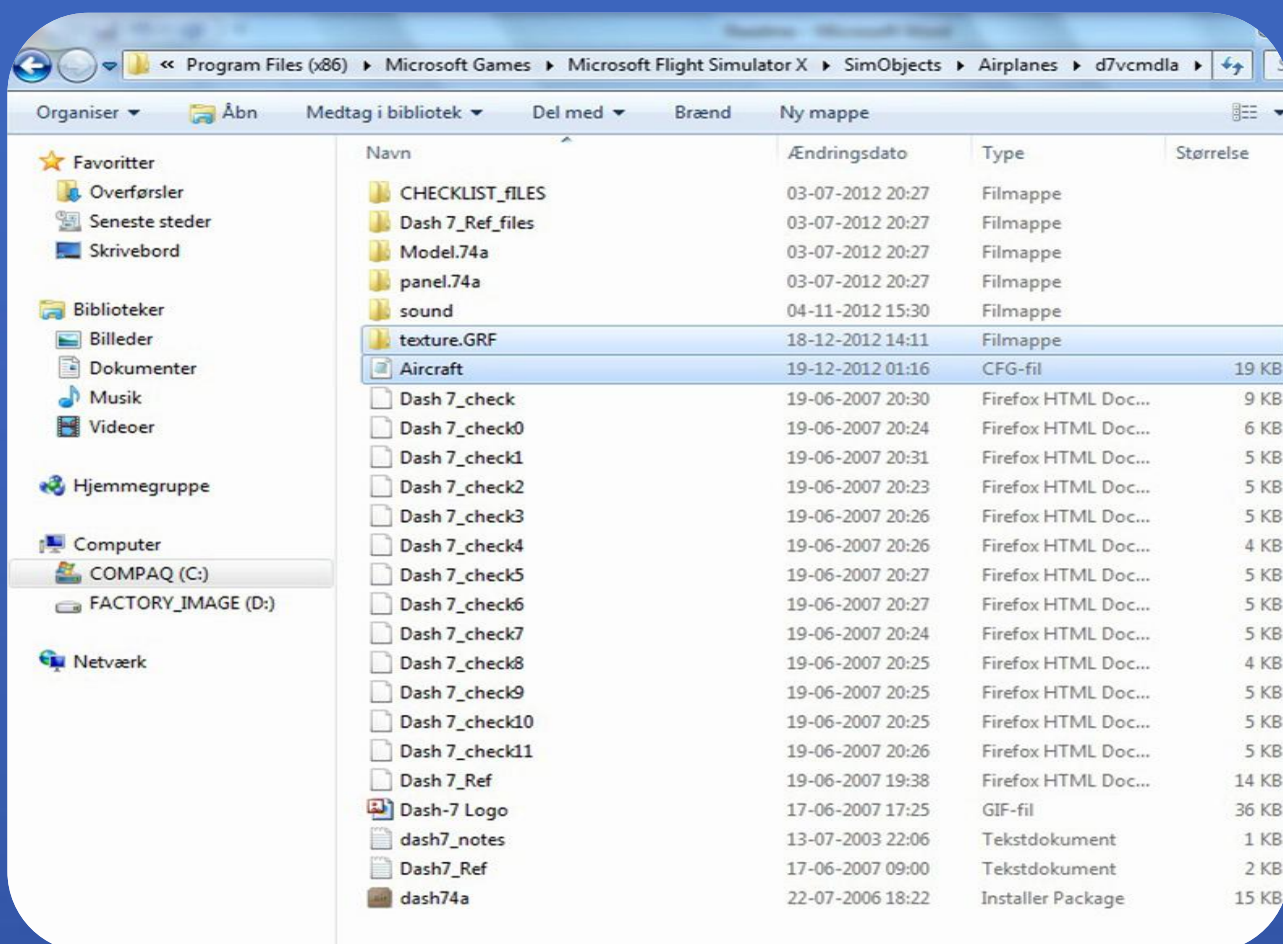 « Program Files (x86) ▸ Microsoft Games ▸ Microsoft Flight Simulator X ▸ SimObjects ▸ Airplanes ▸ d7vcmdla ▸
Organiser Åbn Medtag i bibliotek Del med Brænd Ny mappe
Favoritter
Overførsler
Seneste steder
Skrivebord
Biblioteker
Billeder
Dokumenter
Musik
Videoer
Hjemmegruppe
Computer
COMPAQ (C:)
FACTORY_IMAGE (D:)
Netværk
Navn Ændringsdato Type Størrelse
CHECKLIST_fILES 03-07-2012 20:27 Filmappe
Dash 7_Ref_files 03-07-2012 20:27 Filmappe
Model.74a 03-07-2012 20:27 Filmappe
panel.74a 03-07-2012 20:27 Filmappe
sound 04-11-2012 15:30 Filmappe
texture.GRF 18-12-2012 14:11 Filmappe
Aircraft 19-12-2012 01:16 CFG-fil 19 KB
Dash 7_check 19-06-2007 20:30 Firefox HTML Doc... 9 KB
Dash 7_check0 19-06-2007 20:24 Firefox HTML Doc... 6 KB
Dash 7_check1 19-06-2007 20:31 Firefox HTML Doc... 5 KB
Dash 7_check2 19-06-2007 20:23 Firefox HTML Doc... 5 KB
Dash 7_check3 19-06-2007 20:26 Firefox HTML Doc... 5 KB
Dash 7_check4 19-06-2007 20:26 Firefox HTML Doc... 4 KB
Dash 7_check5 19-06-2007 20:27 Firefox HTML Doc... 5 KB
Dash 7_check6 19-06-2007 20:27 Firefox HTML Doc... 5 KB
Dash 7_check7 19-06-2007 20:24 Firefox HTML Doc... 5 KB
Dash 7_check8 19-06-2007 20:25 Firefox HTML Doc... 4 KB
Dash 7_check9 19-06-2007 20:25 Firefox HTML Doc... 5 KB
Dash 7_check10 19-06-2007 20:25 Firefox HTML Doc... 5 KB
Dash 7_check11 19-06-2007 20:26 Firefox HTML Doc... 5 KB
Dash 7_Ref 19-06-2007 19:38 Firefox HTML Doc... 14 KB
Dash-7 Logo 17-06-2007 17:25 GIF-fil 36 KB
dash7_notes 13-07-2003 22:06 Tekstdokument 1 KB
Dash7_Ref 17-06-2007 09:00 Tekstdokument 2 KB
dash74a 22-07-2006 18:22 Installer Package 15 KB